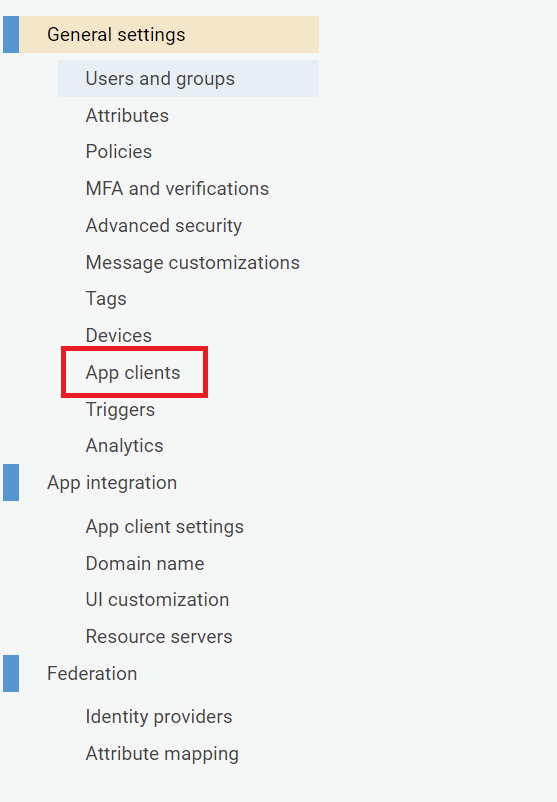 General settings
Users and groups
Attributes
Policies
MFA and verifications
Advanced security
Message customizations
Tags
Devices
App clients
Triggers
Analytics
App integration
App client settings
Domain name
UI customization
Resource servers
Federation
Identity providers
Attribute mapping